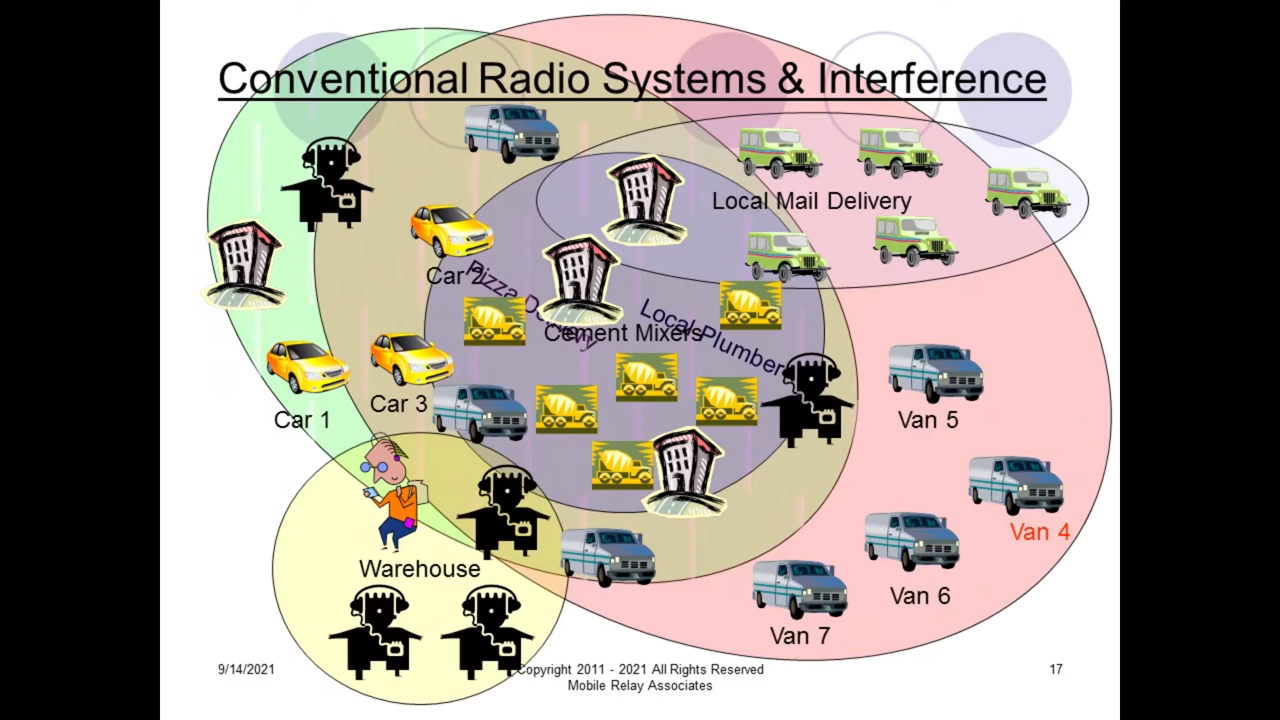 Conventional Radio Systems & Interference
Local Mail Delivery
Car 2
Pizza Delivery
Local Plumber
Cement Mixers
Car 3
Car 1
Van 5
Van 4
Warehouse
Van 6
Van 7
9/14/2021
Copyright 2011 - 2021 All Rights Reserved
Mobile Relay Associates
17